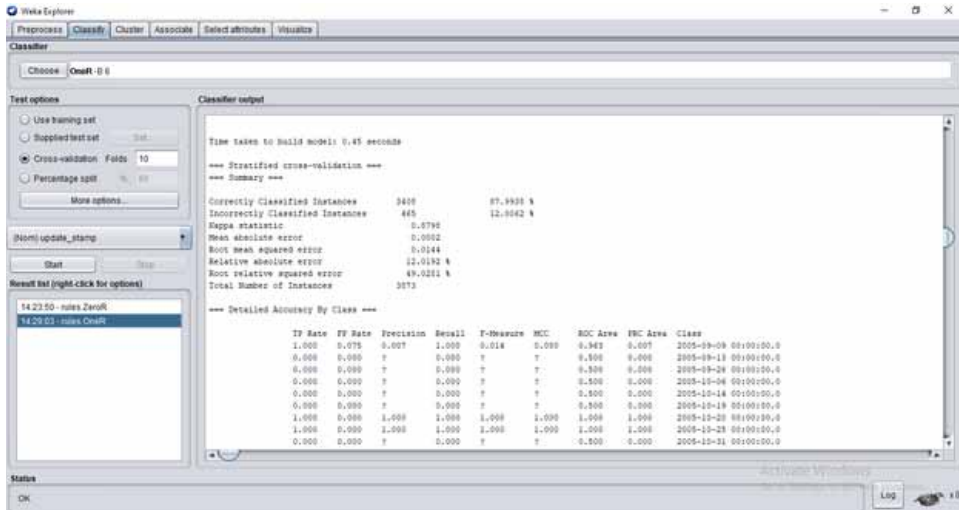 Weka Explorer
Preprocess Classify Cluster Associate Select attributes Visualize
Classifier
Choose OneR -B 6
Test options
Use training set
Supplied test set Set...
Cross-validation Folds 10
Percentage split %
More options...
(Nom) update_stamp
Start Stop
Result list (right-click for options)
14:23:50 - rules.ZeroR
14:29:03 - rules.OneR
Classifier output
Time taken to build model: 0.45 seconds
=== Stratified cross-validation ===
=== Summary ===
Correctly Classified Instances 3408 87.9938 %
Incorrectly Classified Instances 465 12.0062 %
Kappa statistic 0.8798
Mean absolute error 0.0002
Root mean squared error 0.0144
Relative absolute error 12.0192 %
Root relative squared error 49.0281 %
Total Number of Instances 3873
=== Detailed Accuracy By Class ===
TP Rate FP Rate Precision Recall F-Measure MCC ROC Area PRC Area Class
1.000 0.075 0.007 1.000 0.014 0.963 0.007 2005-09-09 00:00:00.0
0.000 0.000 ? 0.000 ? ? 0.500 0.000 2005-09-13 00:00:00.0
0.000 0.000 ? 0.000 ? ? 0.500 0.000 2005-09-26 00:00:00.0
0.000 0.000 ? 0.000 ? ? 0.500 0.000 2005-10-06 00:00:00.0
0.000 0.000 ? 0.000 ? ? 0.500 0.000 2005-10-14 00:00:00.0
0.000 0.000 ? 0.000 ? ? 0.500 0.000 2005-10-19 00:00:00.0
1.000 0.000 1.000 1.000 1.000 1.000 1.000 1.000 2005-10-20 00:00:00.0
1.000 0.000 1.000 1.000 1.000 1.000 1.000 1.000 2005-10-25 00:00:00.0
0.000 0.000 ? 0.000 ? ? 0.500 0.000 2005-10-31 00:00:00.0
Activate Windows
Status
OK
Log x 0